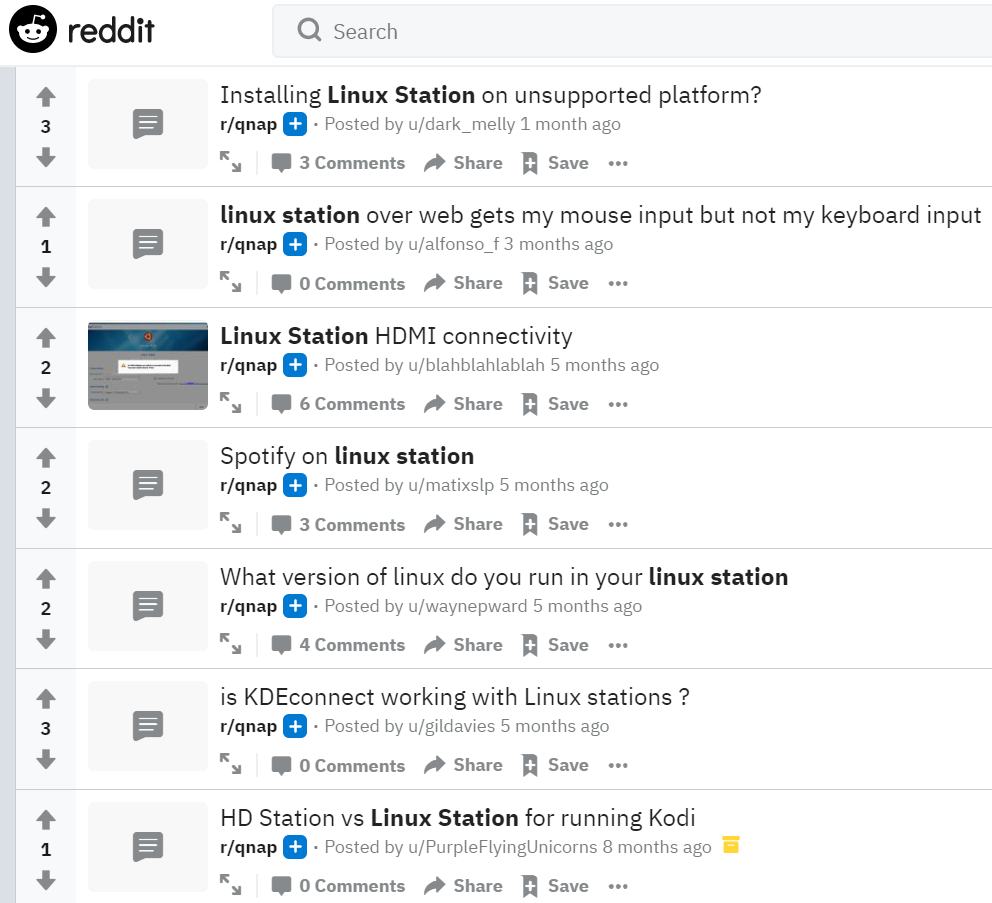 reddit
Search
3
Installing Linux Station on unsupported platform?
r/qnap · Posted by u/dark_melly 1 month ago
3 Comments Share Save
1
linux station over web gets my mouse input but not my keyboard input
r/qnap · Posted by u/alfonso_f 3 months ago
0 Comments Share Save
2
Linux Station HDMI connectivity
r/qnap · Posted by u/blahblahlablah 5 months ago
6 Comments Share Save
2
Spotify on linux station
r/qnap · Posted by u/matixslp 5 months ago
3 Comments Share Save
2
What version of linux do you run in your linux station
r/qnap · Posted by u/waynepward 5 months ago
4 Comments Share Save
3
is KDEconnect working with Linux stations ?
r/qnap · Posted by u/gildavies 5 months ago
0 Comments Share Save
1
HD Station vs Linux Station for running Kodi
r/qnap · Posted by u/PurpleFlyingUnicorns 8 months ago
0 Comments Share Save